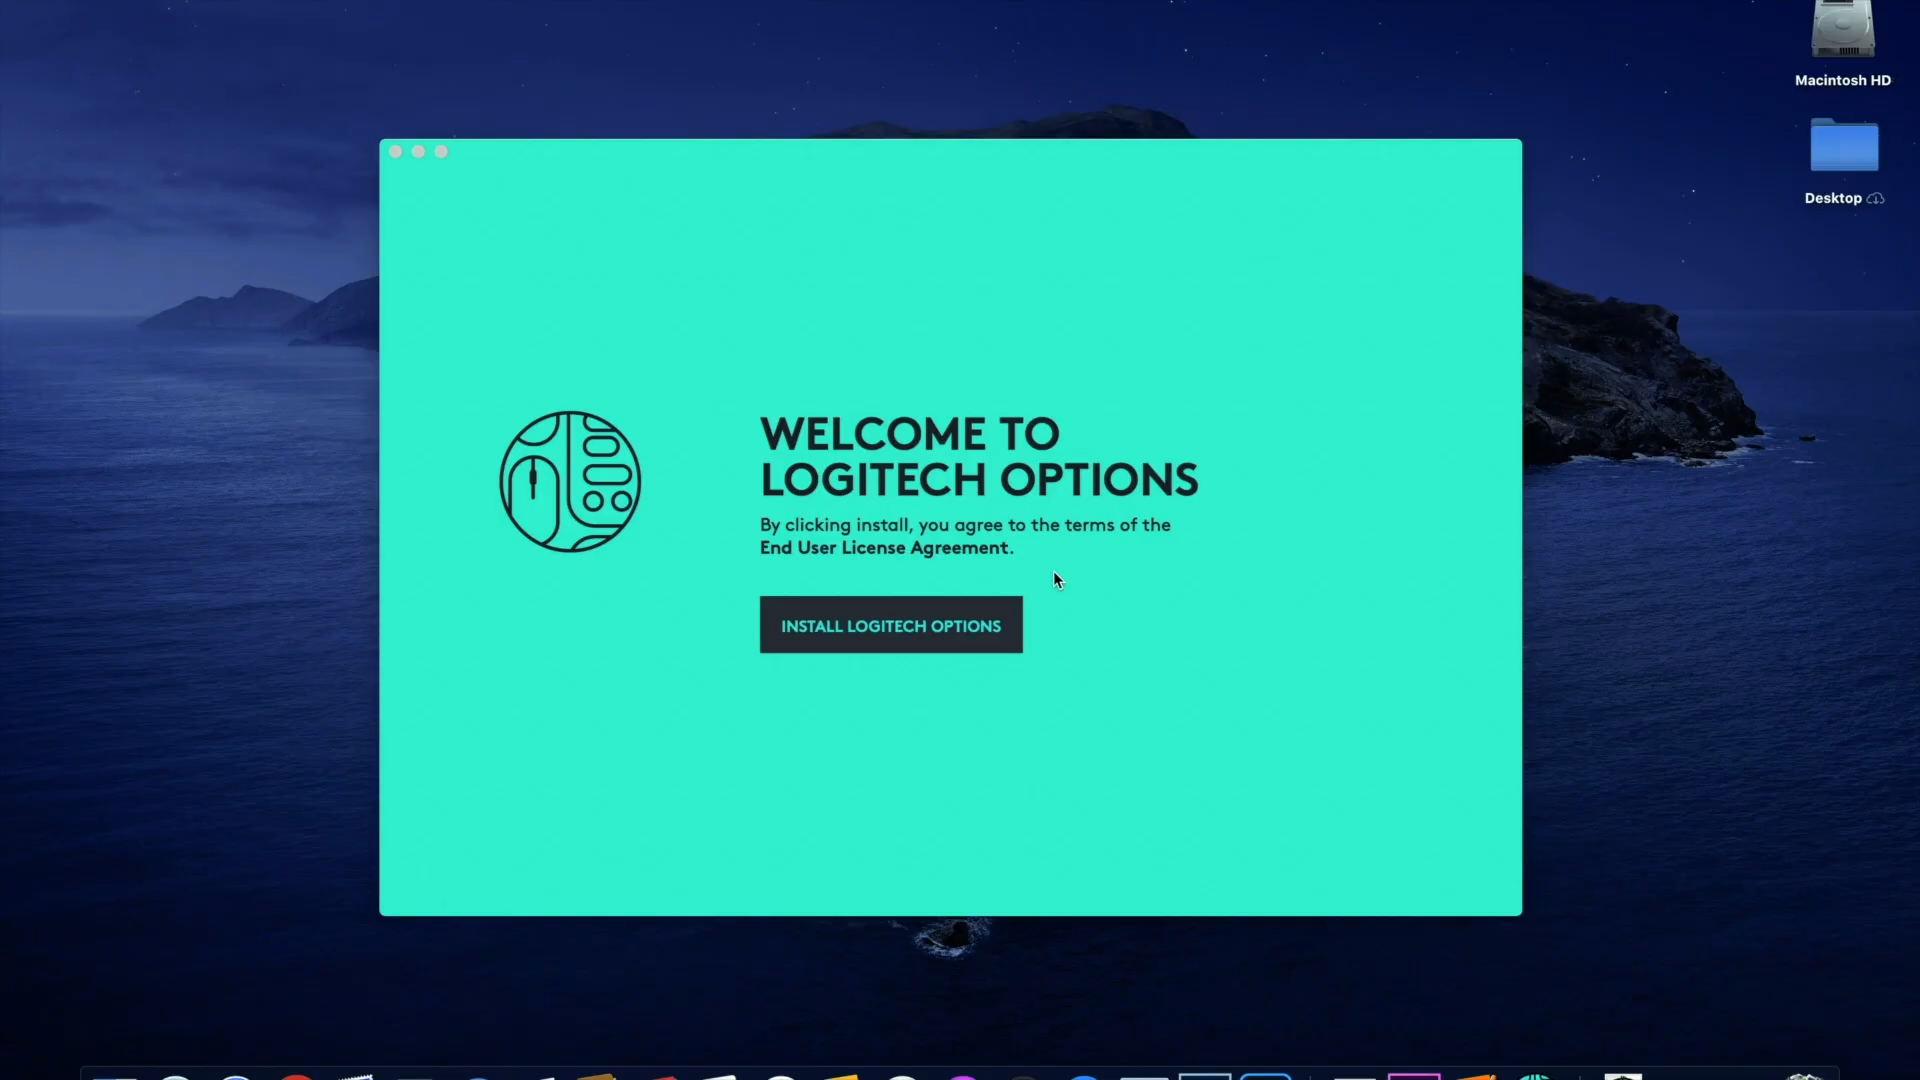 Macintosh HD
Desktop
WELCOME TO
LOGITECH OPTIONS
By clicking install, you agree to the terms of the
End User License Agreement.
INSTALL LOGITECH OPTIONS